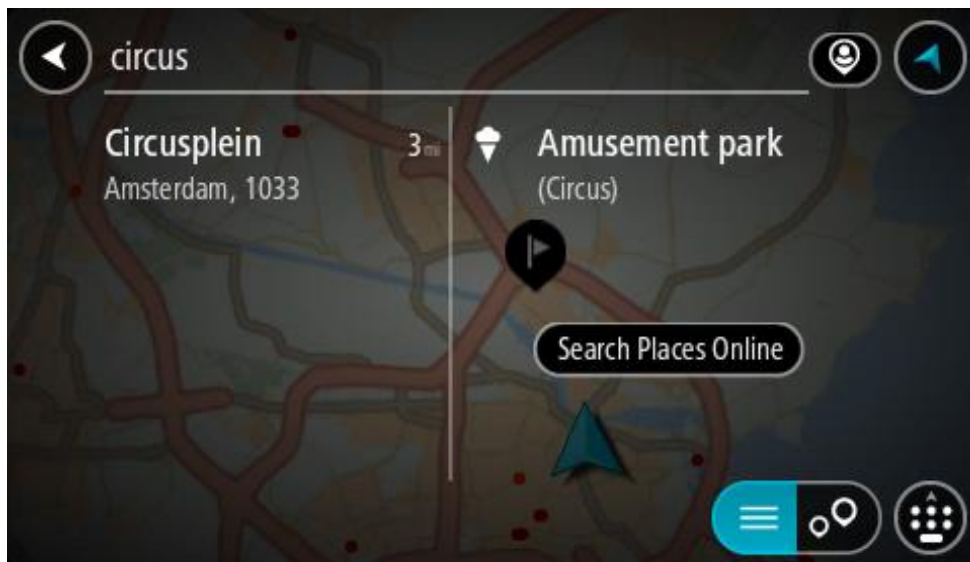 circus
Circusplein 3 mi
Amsterdam, 1033
Amusement park
(Circus)
Search Places Online